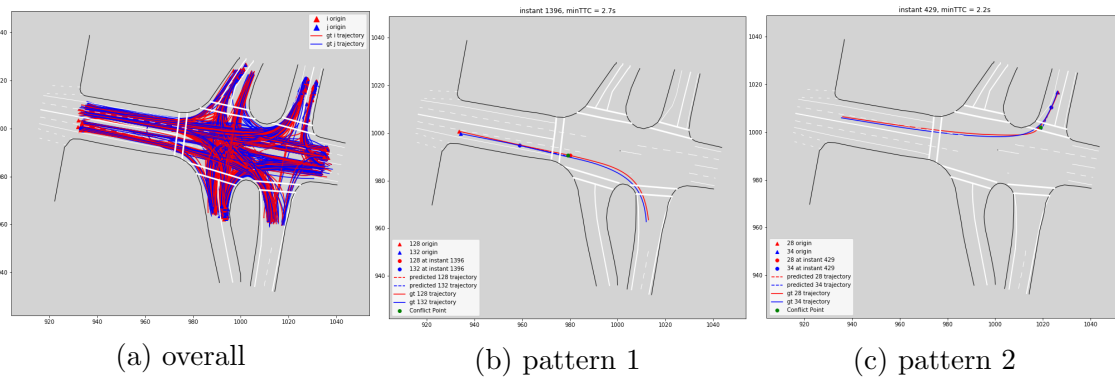 i origin
j origin
gt i trajectory
gt j trajectory
1040
1020
980
960
940
920
940
960
980
1000
1020
1040
(a) overall
instant 1396, minTTC = 2.7s
1040
1020
1000
980
960
940
128 origin
132 origin
128 at instant 1396
132 at instant 1396
predicted 128 trajectory
predicted 132 trajectory
gt 128 trajectory
gt 132 trajectory
Conflict Point
920
940
960
980
1000
1020
1040
(b) pattern 1
instant 429, minTTC = 2.2s
1040
1020
1000
980
960
940
28 origin
34 origin
28 at instant 429
34 at instant 429
predicted 28 trajectory
predicted 34 trajectory
gt 28 trajectory
gt 34 trajectory
Conflict Point
920
940
960
980
1000
1020
1040
(c) pattern 2